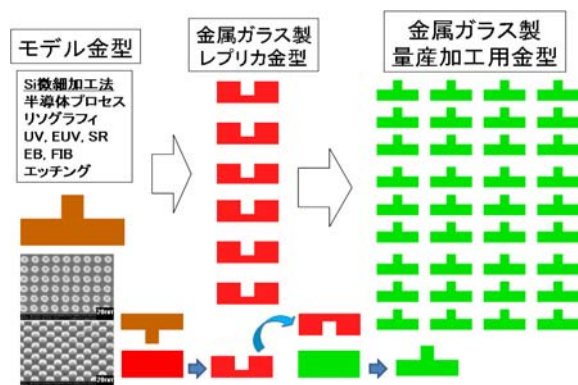 モデル金型
Si微細加工法
半導体プロセス
リソグラフィ
UV, EUV, SR
EB, FIB
エッチング
金属ガラス製
レプリカ金型
金属ガラス製
量産加工用金型